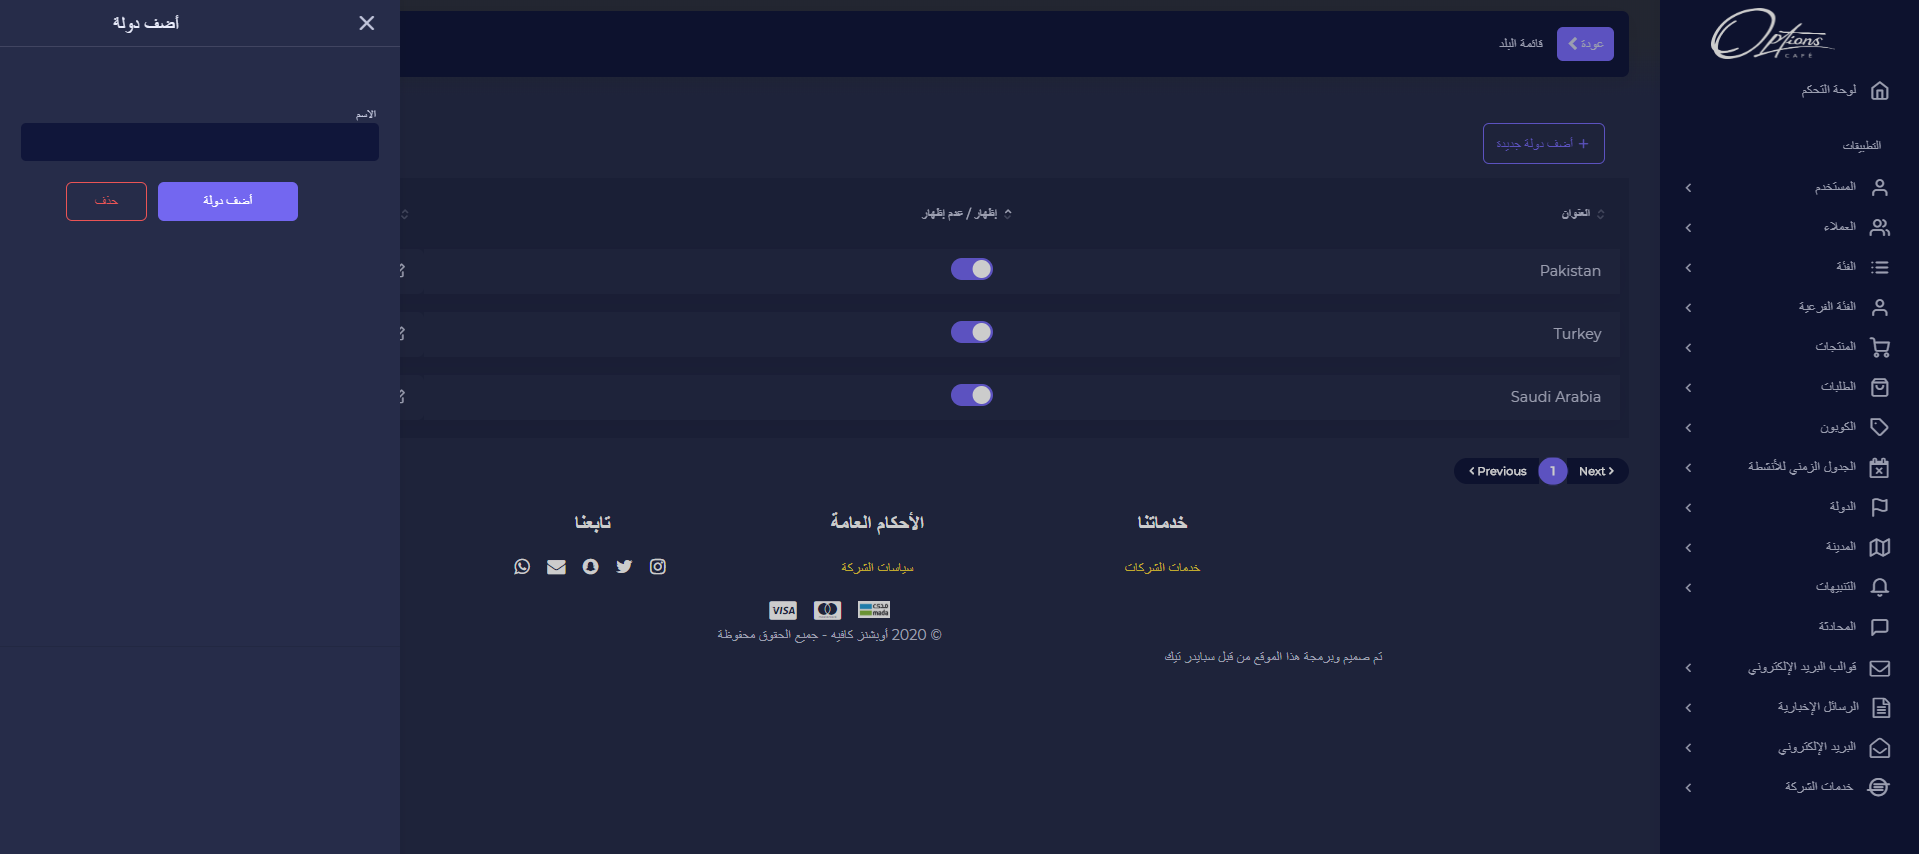 Options
CAFE
لوحة التحكم
التطبيقات
المستخدم
العملاء
الفئة
الفئة الفرعية
المنتجات
الطلبات
الكوبون
الجدول الزمني للأنشطة
الدولة
المدينة
التنبيهات
المحادثة
قوالب البريد الإلكتروني
الرسائل الإخبارية
البريد الإلكتروني
خدمات الشركة
عودة
قائمة البلد
أضف دولة جديدة +
العنوان
إظهار / عدم إظهار
Pakistan
Turkey
Saudi Arabia
Previous
1
Next
خدماتنا
الأحكام العامة
تابعنا
خدمات الشركات
سياسات الشركة
مدى
mada
VISA
© 2020 أوبشنز كافيه - جميع الحقوق محفوظة
تم صميم وبرمجة هذا الموقع من قبل سبايدر تيك
أضف دولة
الاسم
أضف دولة
حذف